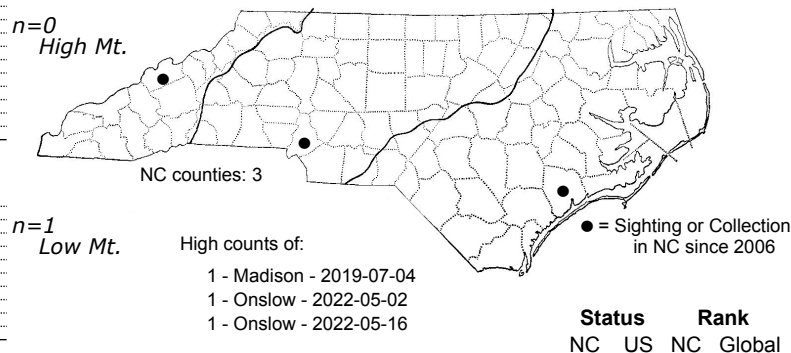 n=0
High Mt.
NC counties: 3
n=1
Low Mt.
High counts of:
1 - Madison - 2019-07-04
1 - Onslow - 2022-05-02
1 - Onslow - 2022-05-16
● = Sighting or Collection
in NC since 2006
Status Rank
NC US NC Global